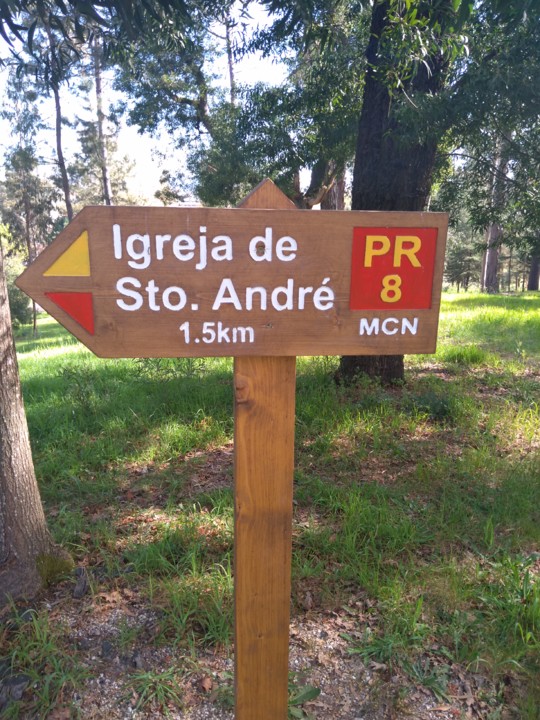 Igreja de
Sto. André
1.5km
PR
8
MCN